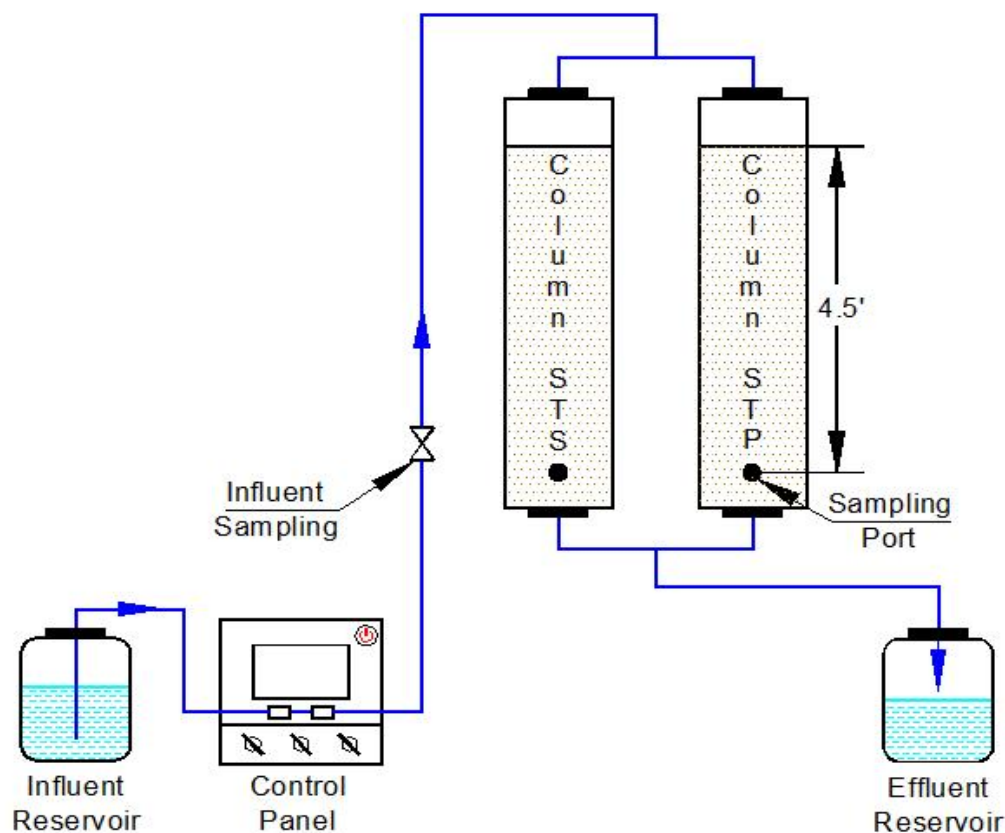 Column STS
Column STP
4.5'
Influent
Sampling
Sampling
Port
Influent
Reservoir
Control
Panel
Effluent
Reservoir